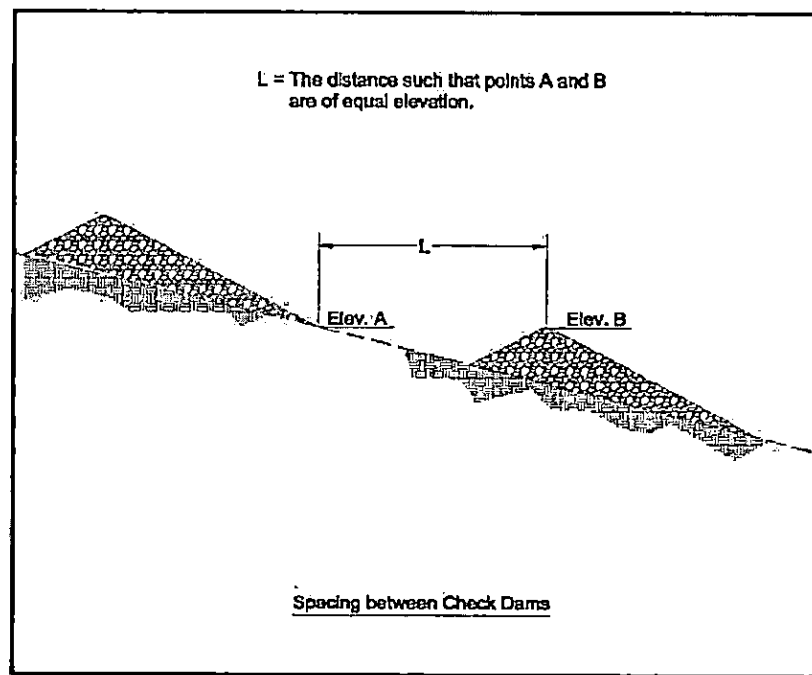 L = The distance such that points A and B
are of equal elevation.
L
Elev. A
Elev. B
Spacing between Check Dams